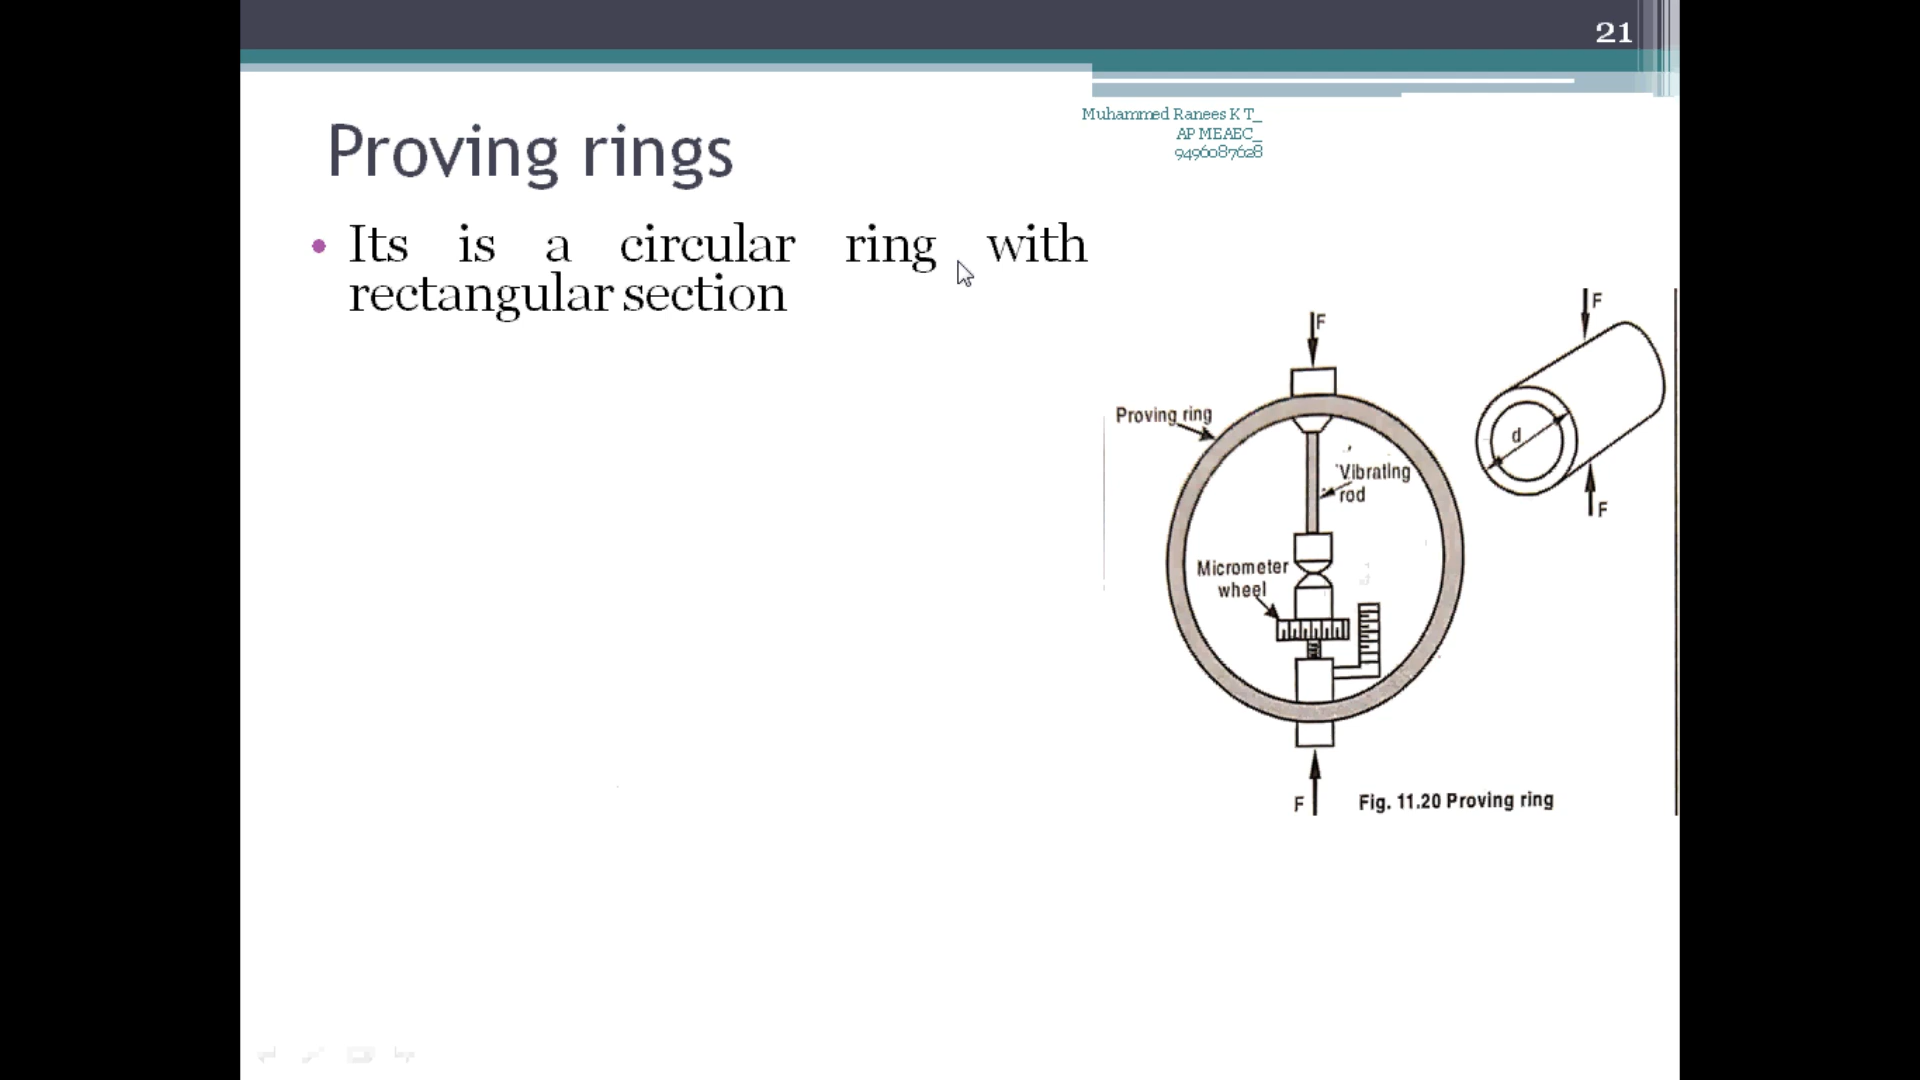 21
Muhammed Ranees K T_
AP MEAEC_
9496087628
Proving rings
• Its is a circular ring with
rectangular section
F
F
Proving ring
d
Vibrating
rod
F
Micrometer
wheel
F
Fig. 11.20 Proving ring